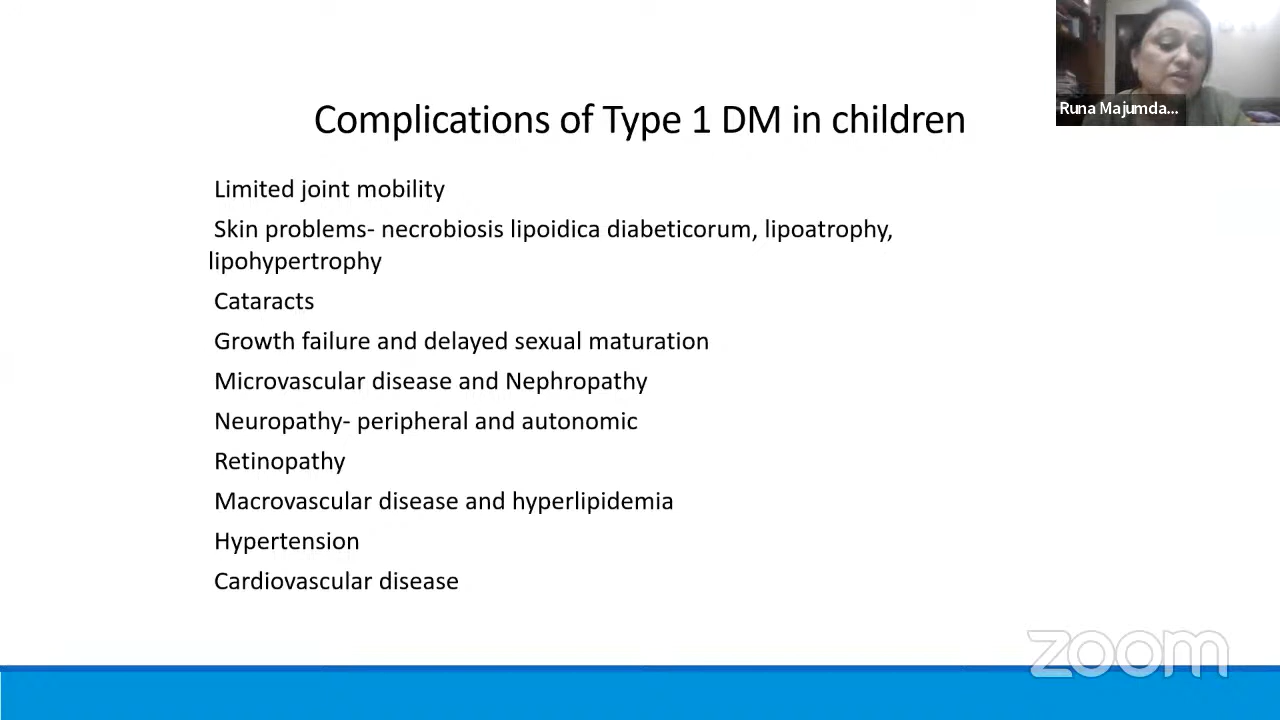 Runa Majumda...
Complications of Type 1 DM in children
Limited joint mobility
Skin problems- necrobiosis lipoidica diabeticorum, lipoatrophy,
lipohypertrophy
Cataracts
Growth failure and delayed sexual maturation
Microvascular disease and Nephropathy
Neuropathy- peripheral and autonomic
Retinopathy
Macrovascular disease and hyperlipidemia
Hypertension
Cardiovascular disease
zoom